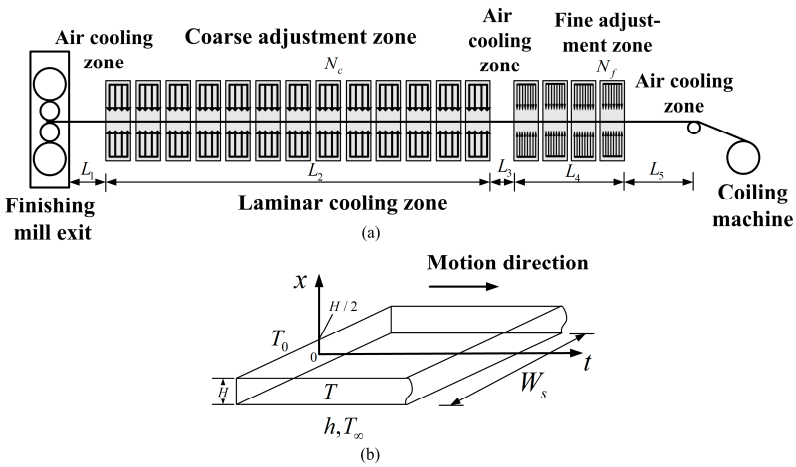 Air cooling
zone
Coarse adjustment zone
N_c
Air
cooling
zone
Fine adjust-
ment zone
N_f
Air cooling
zone
L_1
L_2
L_3
L_4
L_5
Finishing
mill exit
Laminar cooling zone
Coiling
machine
(a)
Motion direction
x
H / 2
T_0
0
t
H
T
W_s
h,T_∞
(b)